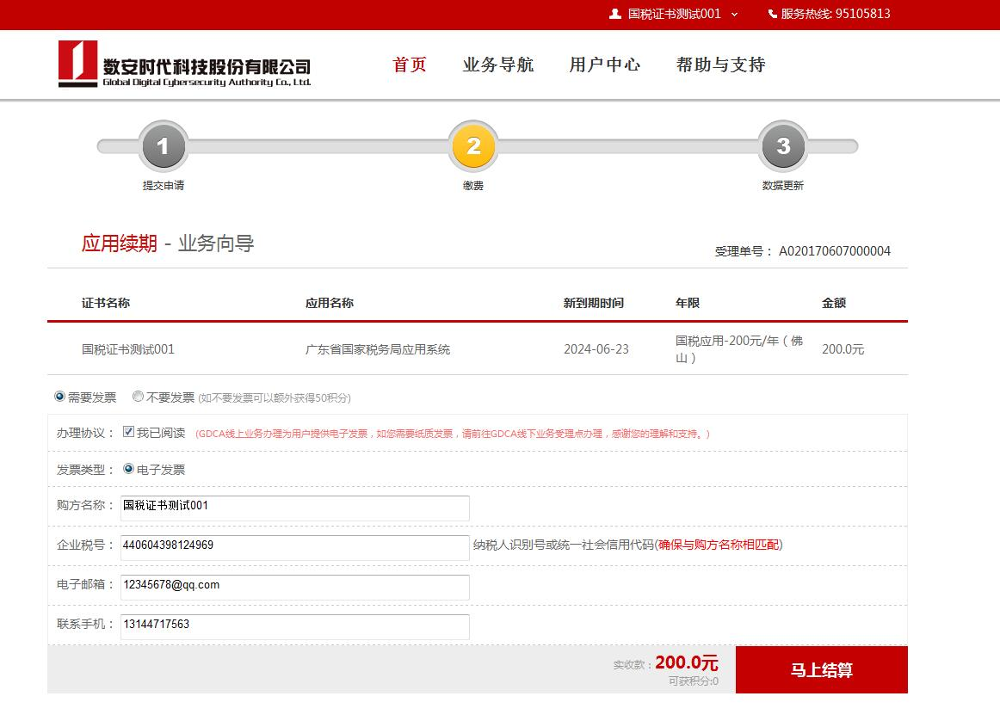 国税证书测试001 服务热线: 95105813
数安时代科技股份有限公司
Global Digital Cybersecurity Authority Co., Ltd.
首页 业务导航 用户中心 帮助与支持
1 2 3
提交申请 缴费 数据更新
应用续期 - 业务向导
受理单号： A020170607000004
证书名称 应用名称 新到期时间 年限 金额
国税证书测试001 广东省国家税务局应用系统 2024-06-23 国税应用-200元/年（佛山） 200.0元
需要发票 不要发票 (如不要发票可以额外获得50积分)
办理协议： 我已阅读 (GDCA线上业务办理为用户提供电子发票，如您需要纸质发票，请前往GDCA线下业务受理点办理，感谢您的理解和支持。)
发票类型： 电子发票
购方名称： 国税证书测试001
企业税号： 440604398124969 纳税人识别号或统一社会信用代码(确保与购方名称相匹配)
电子邮箱： 12345678@qq.com
联系手机： 13144717563
实收款：200.0元
可获积分:0
马上结算